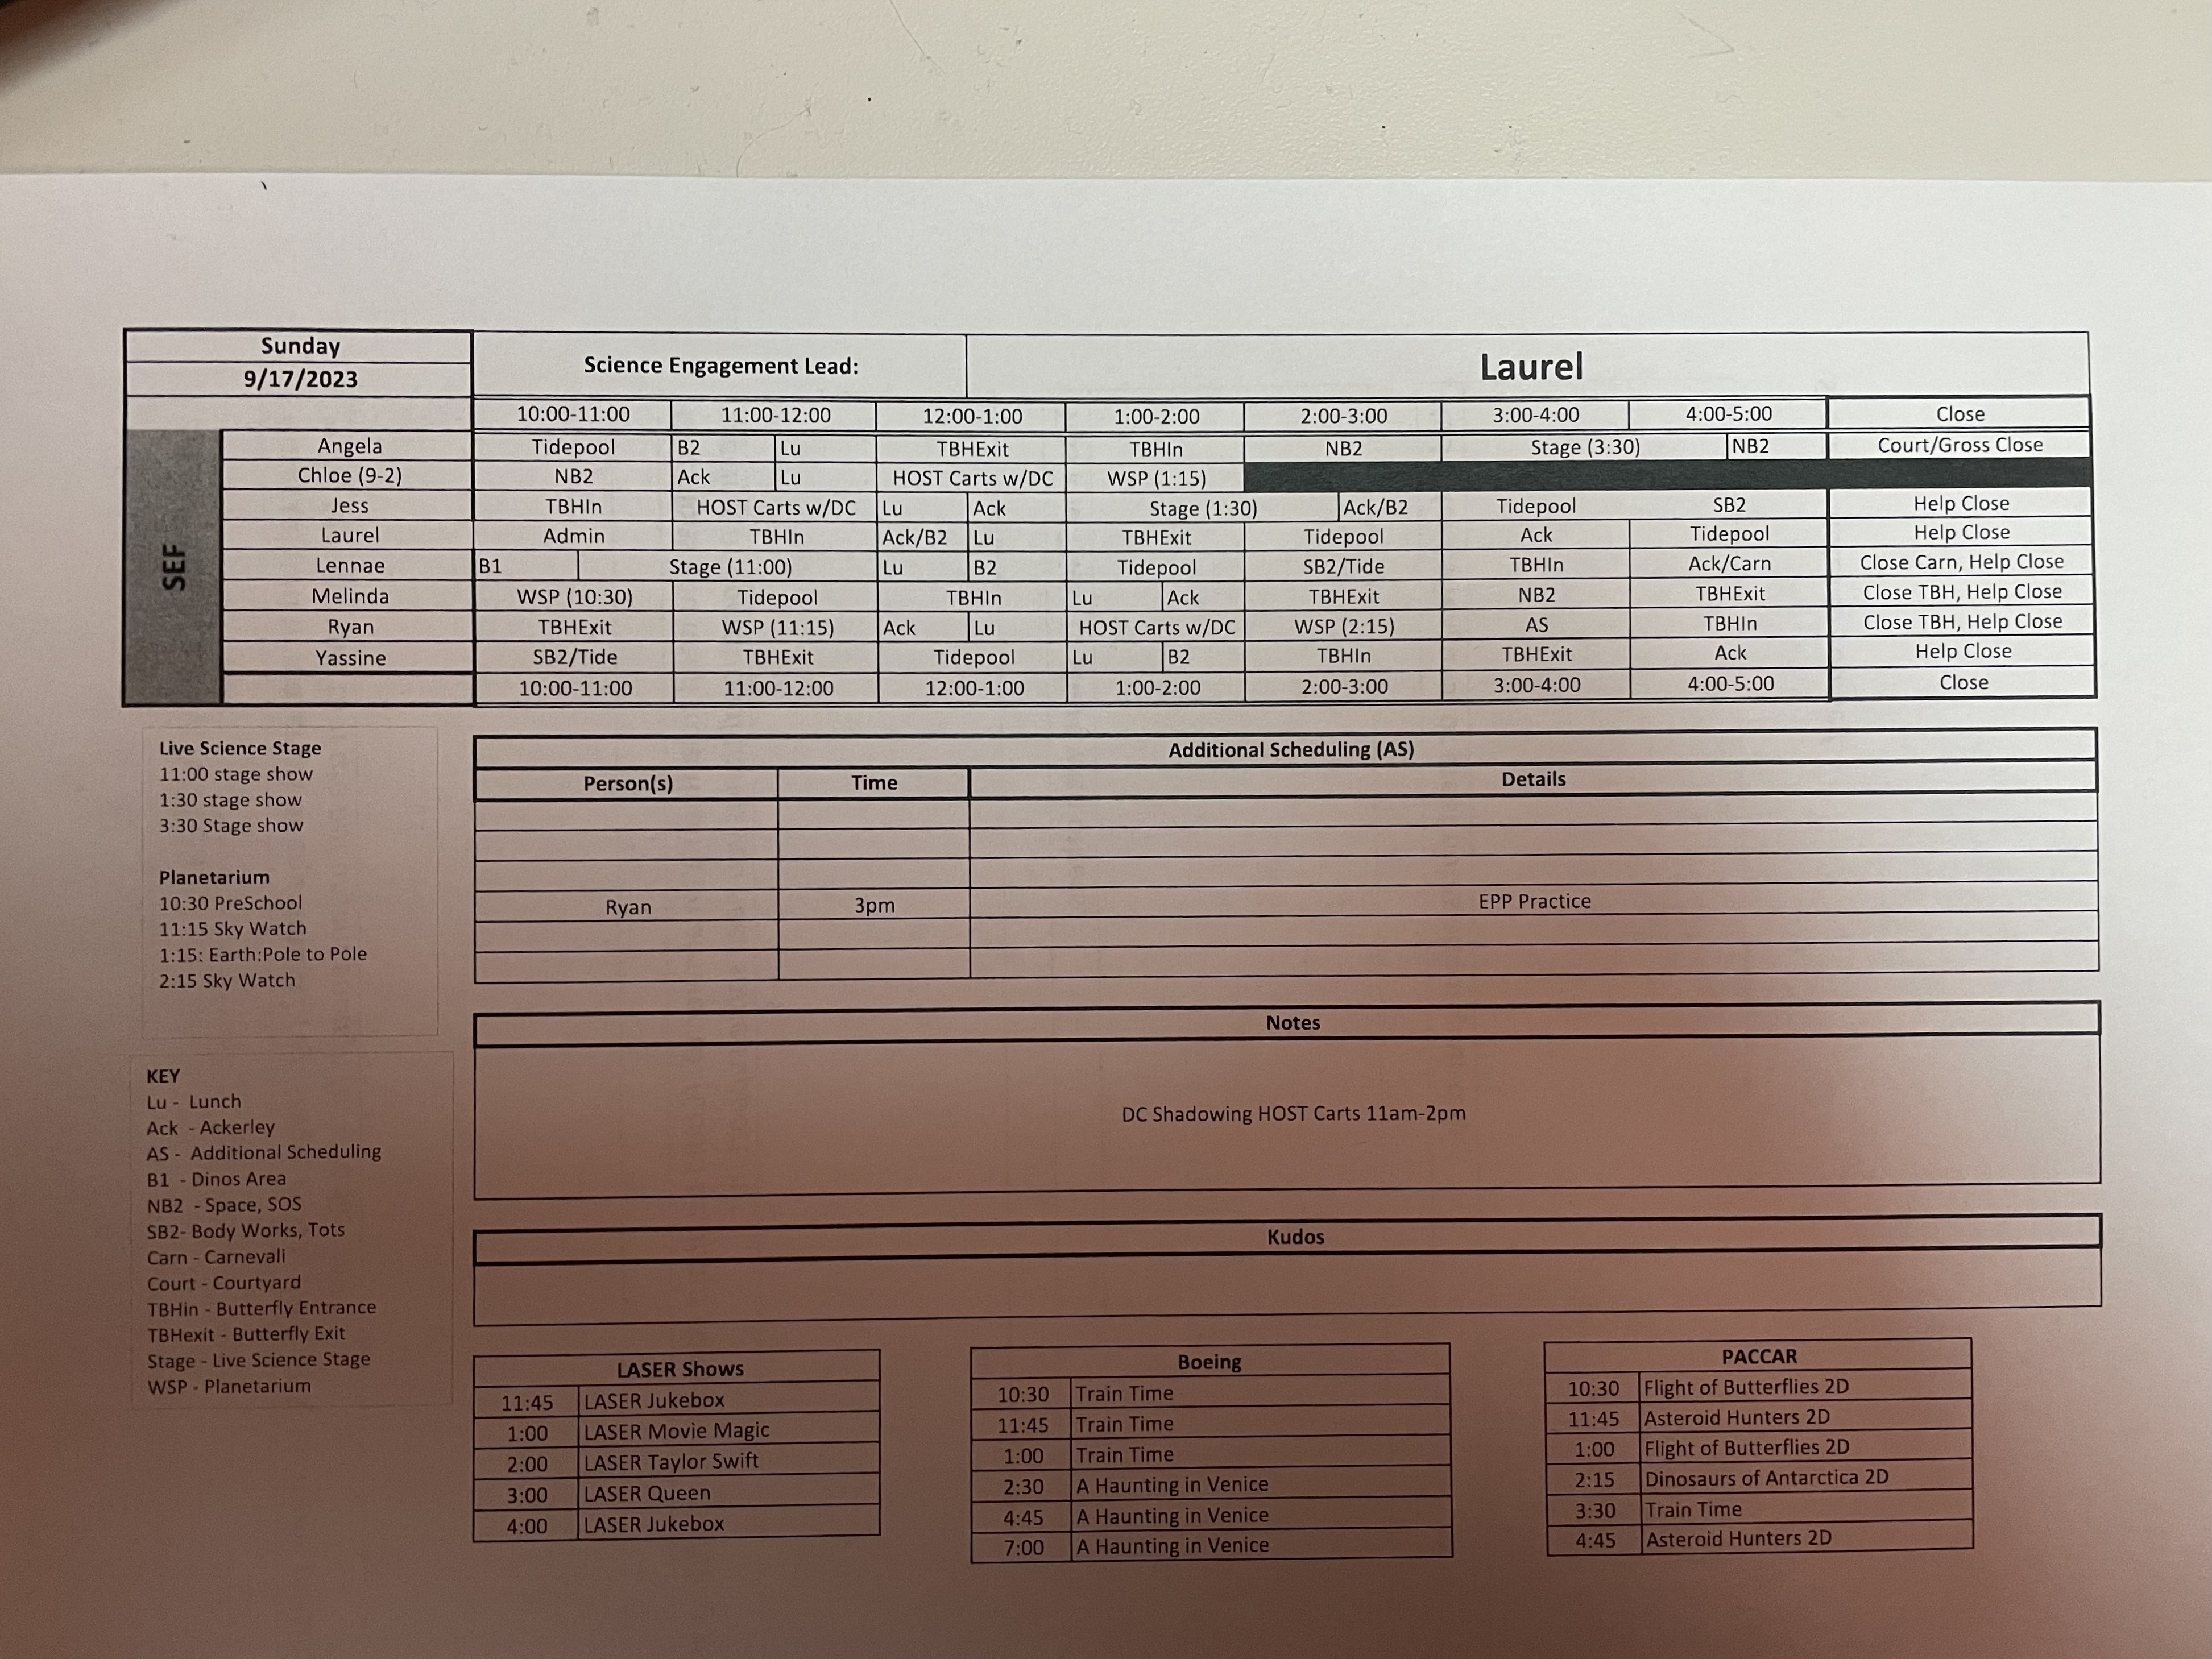 Sunday
9/17/2023
Science Engagement Lead: Laurel
10:00-11:00 11:00-12:00 12:00-1:00 1:00-2:00 2:00-3:00 3:00-4:00 4:00-5:00 Close
SEF
Angela Tidepool B2 Lu TBHExit TBHIn NB2 Stage (3:30) NB2 Court/Gross Close
Chloe (9-2) NB2 Ack Lu HOST Carts w/DC WSP (1:15)
Jess TBHIn HOST Carts w/DC Lu Ack Stage (1:30) Ack/B2 Tidepool SB2 Help Close
Laurel Admin TBHIn Ack/B2 Lu TBHExit Tidepool Ack Tidepool Help Close
Lennae B1 Stage (11:00) Lu B2 Tidepool SB2/Tide TBHIn Ack/Carn Close Carn, Help Close
Melinda WSP (10:30) Tidepool TBHIn Lu Ack TBHExit NB2 TBHExit Close TBH, Help Close
Ryan TBHExit WSP (11:15) Ack Lu HOST Carts w/DC WSP (2:15) AS TBHIn Close TBH, Help Close
Yassine SB2/Tide TBHExit Tidepool Lu B2 TBHIn TBHExit Ack Help Close
10:00-11:00 11:00-12:00 12:00-1:00 1:00-2:00 2:00-3:00 3:00-4:00 4:00-5:00 Close
Live Science Stage
11:00 stage show
1:30 stage show
3:30 Stage show
Planetarium
10:30 PreSchool
11:15 Sky Watch
1:15: Earth:Pole to Pole
2:15 Sky Watch
KEY
Lu - Lunch
Ack - Ackerley
AS - Additional Scheduling
B1 - Dinos Area
NB2 - Space, SOS
SB2- Body Works, Tots
Carn - Carnevali
Court - Courtyard
TBHin - Butterfly Entrance
TBHexit - Butterfly Exit
Stage - Live Science Stage
WSP - Planetarium
Additional Scheduling (AS)
Person(s) Time Details
Ryan 3pm EPP Practice
Notes
DC Shadowing HOST Carts 11am-2pm
Kudos
LASER Shows
11:45 LASER Jukebox
1:00 LASER Movie Magic
2:00 LASER Taylor Swift
3:00 LASER Queen
4:00 LASER Jukebox
Boeing
10:30 Train Time
11:45 Train Time
1:00 Train Time
2:30 A Haunting in Venice
4:45 A Haunting in Venice
7:00 A Haunting in Venice
PACCAR
10:30 Flight of Butterflies 2D
11:45 Asteroid Hunters 2D
1:00 Flight of Butterflies 2D
2:15 Dinosaurs of Antarctica 2D
3:30 Train Time
4:45 Asteroid Hunters 2D